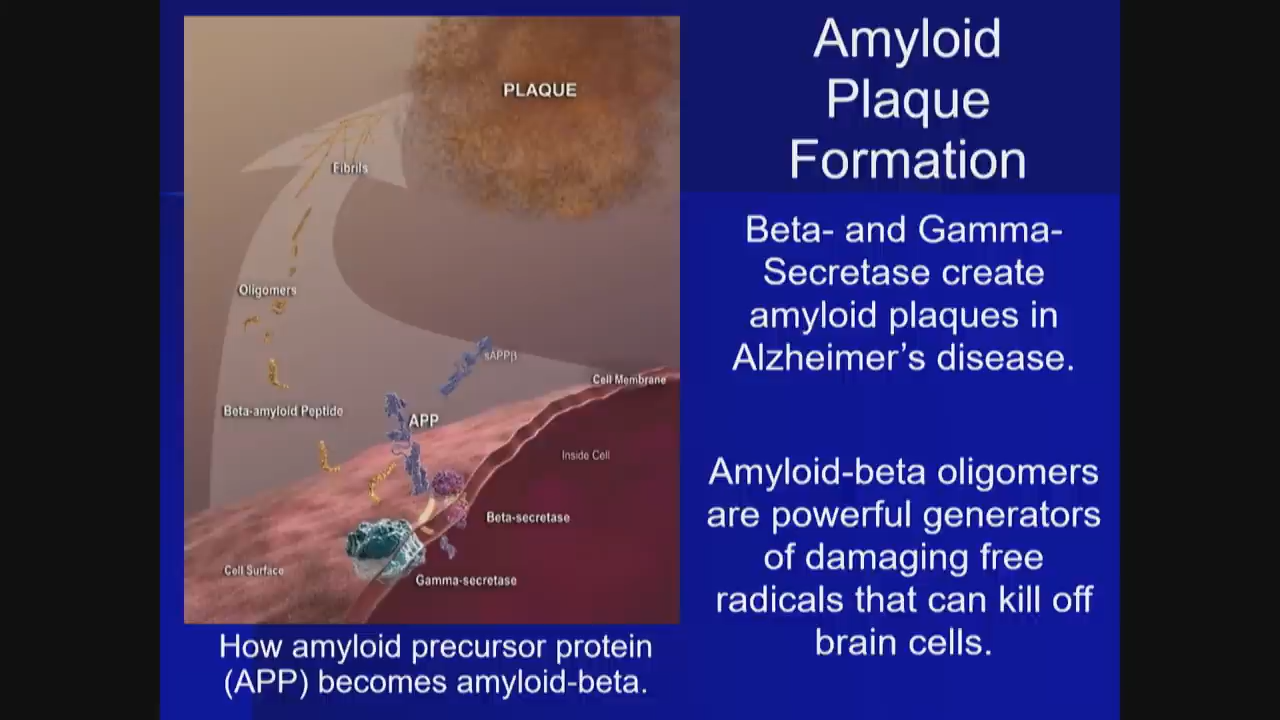 Amyloid
Plaque
Formation
PLAQUE
Fibrils
Oligomers
sAPPβ
Cell Membrane
Beta-amyloid Peptide
APP
Inside Cell
Beta-secretase
Cell Surface
Gamma-secretase
How amyloid precursor protein
(APP) becomes amyloid-beta.
Beta- and Gamma-
Secretase create
amyloid plaques in
Alzheimer’s disease.
Amyloid-beta oligomers
are powerful generators
of damaging free
radicals that can kill off
brain cells.